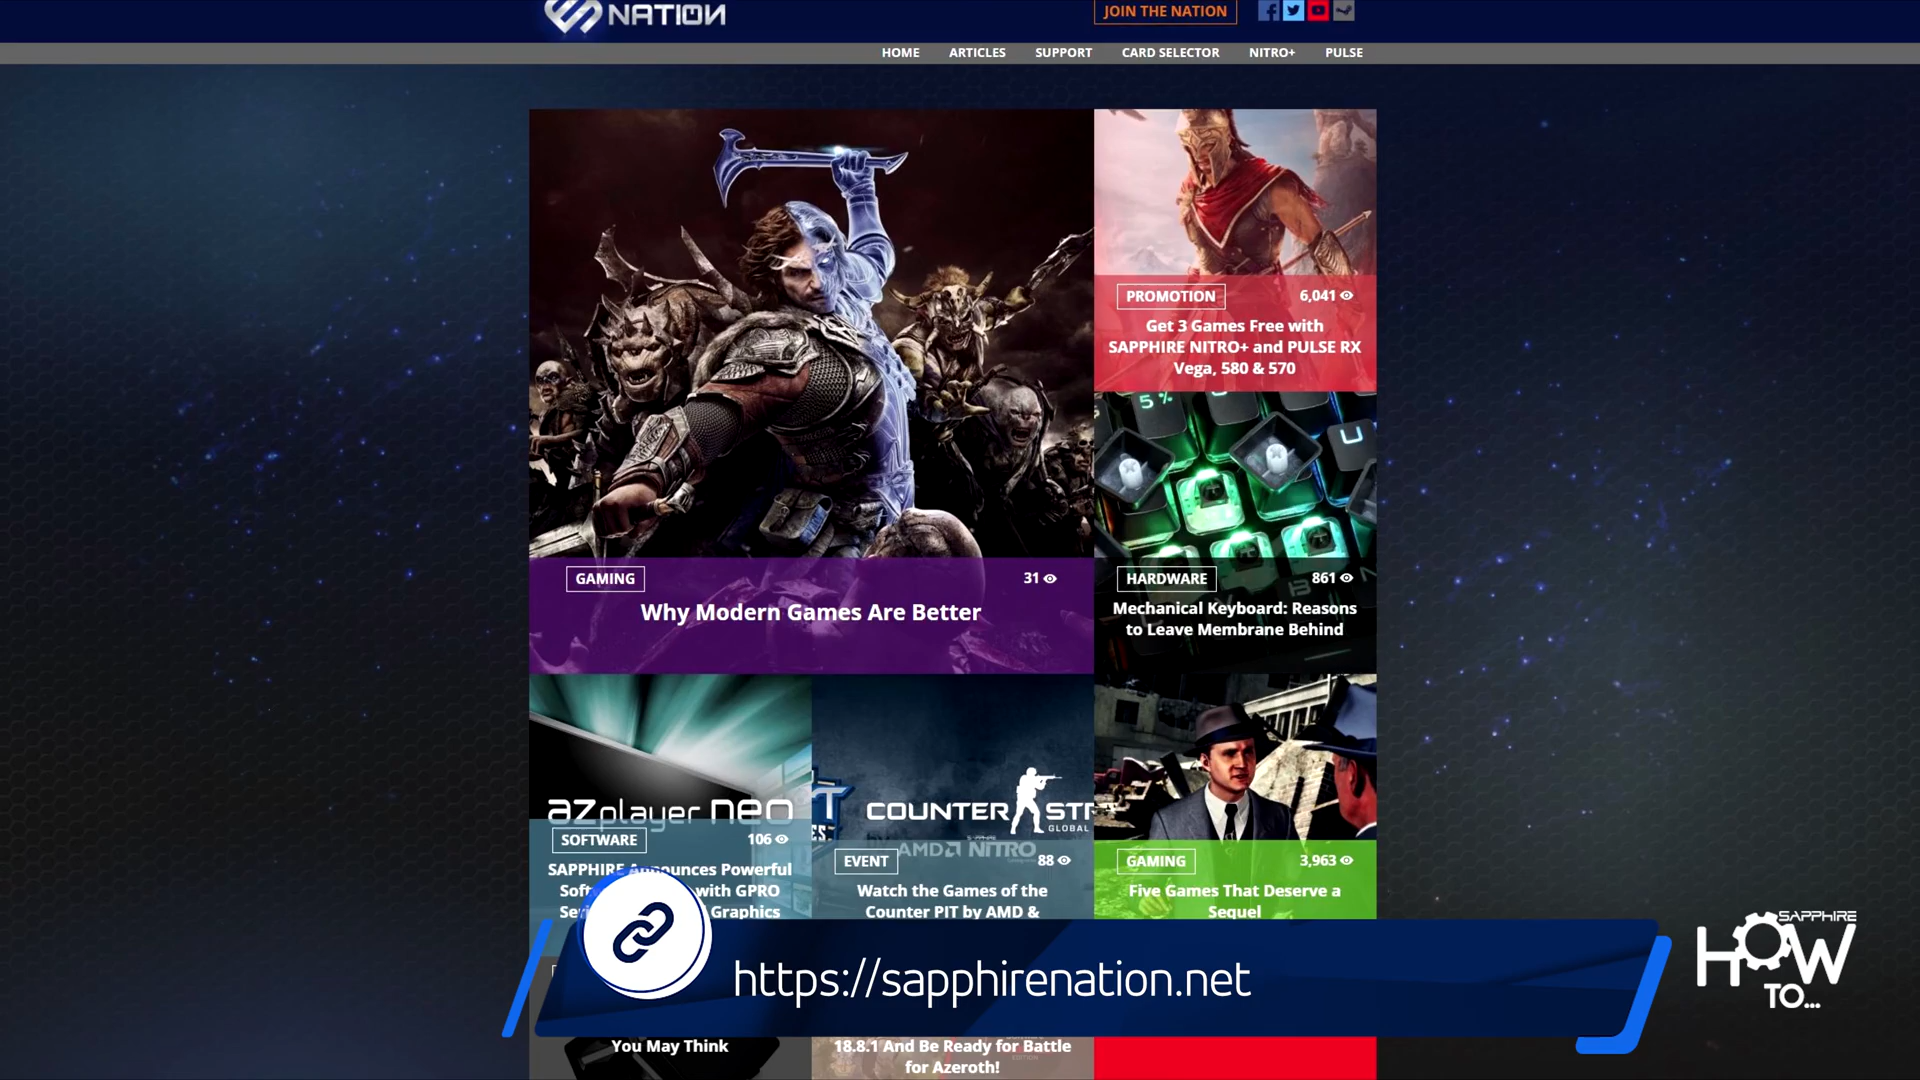 NATION
JOIN THE NATION
HOME ARTICLES SUPPORT CARD SELECTOR NITRO+ PULSE
PROMOTION 6,041
Get 3 Games Free with
SAPPHIRE NITRO+ and PULSE RX
Vega, 580 & 570
5%
U
GAMING 31
Why Modern Games Are Better
HARDWARE 861
Mechanical Keyboard: Reasons
to Leave Membrane Behind
azplayer neo
SOFTWARE 106
SAPPHIRE Announces Powerful
with GPRO
Graphics
COUNTER STR
GLOBAL
AMD NITRO
EVENT 88
Watch the Games of the
Counter PIT by AMD &
GAMING 3,963
Five Games That Deserve a
Sequel
https://sapphirenation.net
SAPPHIRE
HOW
TO...
You May Think
18.8.1 And Be Ready for Battle
for Azeroth!